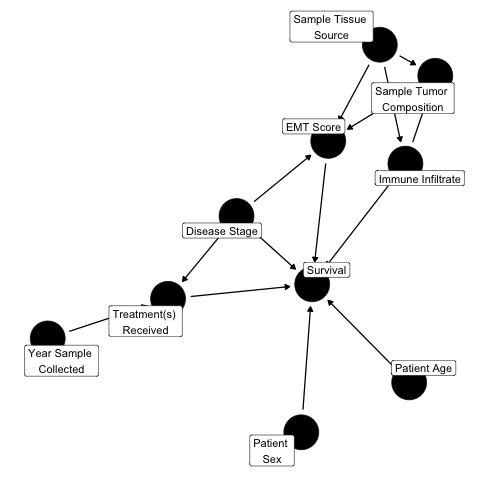 Sample Tissue
Source
Sample Tumor
Composition
EMT Score
Immune Infiltrate
Disease Stage
Survival
Treatment(s)
Received
Year Sample
Collected
Patient Age
Patient
Sex